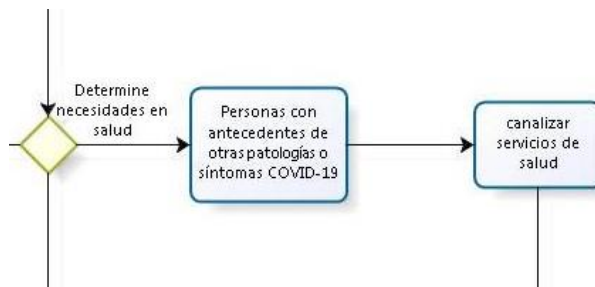 Determine
necesidades en
salud
Personas con
antecedentes de
otras patologías o
síntomas COVID-19
canalizar
servicios de
salud